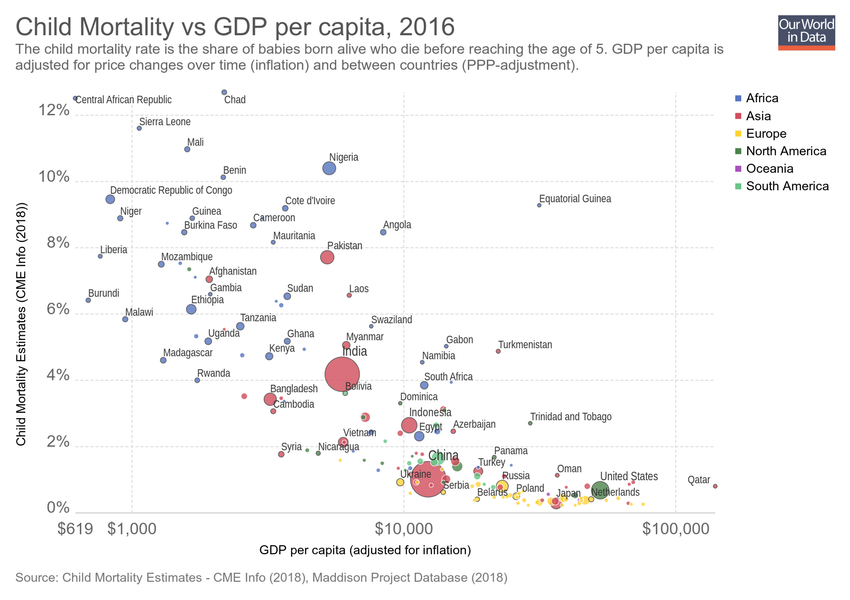 Child Mortality vs GDP per capita, 2016
Our World
in Data
The child mortality rate is the share of babies born alive who die before reaching the age of 5. GDP per capita is
adjusted for price changes over time (inflation) and between countries (PPP-adjustment).
Africa
Asia
Europe
North America
Oceania
South America
12%
Central African Republic
Chad
Sierra Leone
Mali
Nigeria
10%
Benin
Democratic Republic of Congo
Equatorial Guinea
Cote d'Ivoire
Niger
Guinea
Cameroon
Burkina Faso
Angola
Mauritania
8%
Pakistan
Liberia
Mozambique
Afghanistan
Gambia
Sudan
Laos
Burundi
Ethiopia
6%
Malawi
Tanzania
Swaziland
Uganda
Ghana
Myanmar
Gabon
Turkmenistan
Madagascar
Kenya
India
Namibia
Rwanda
South Africa
4%
Bangladesh
Bolivia
Cambodia
Dominica
Indonesia
Trinidad and Tobago
Vietnam
Egypt
Azerbaijan
2%
Syria
Nicaragua
China
Panama
Turkey
Oman
Ukraine
Russia
United States
Qatar
Serbia
Belarus
Poland
Japan
Netherlands
0%
$619
$1,000
$10,000
$100,000
GDP per capita (adjusted for inflation)
Child Mortality Estimates (CME Info (2018))
Source: Child Mortality Estimates - CME Info (2018), Maddison Project Database (2018)